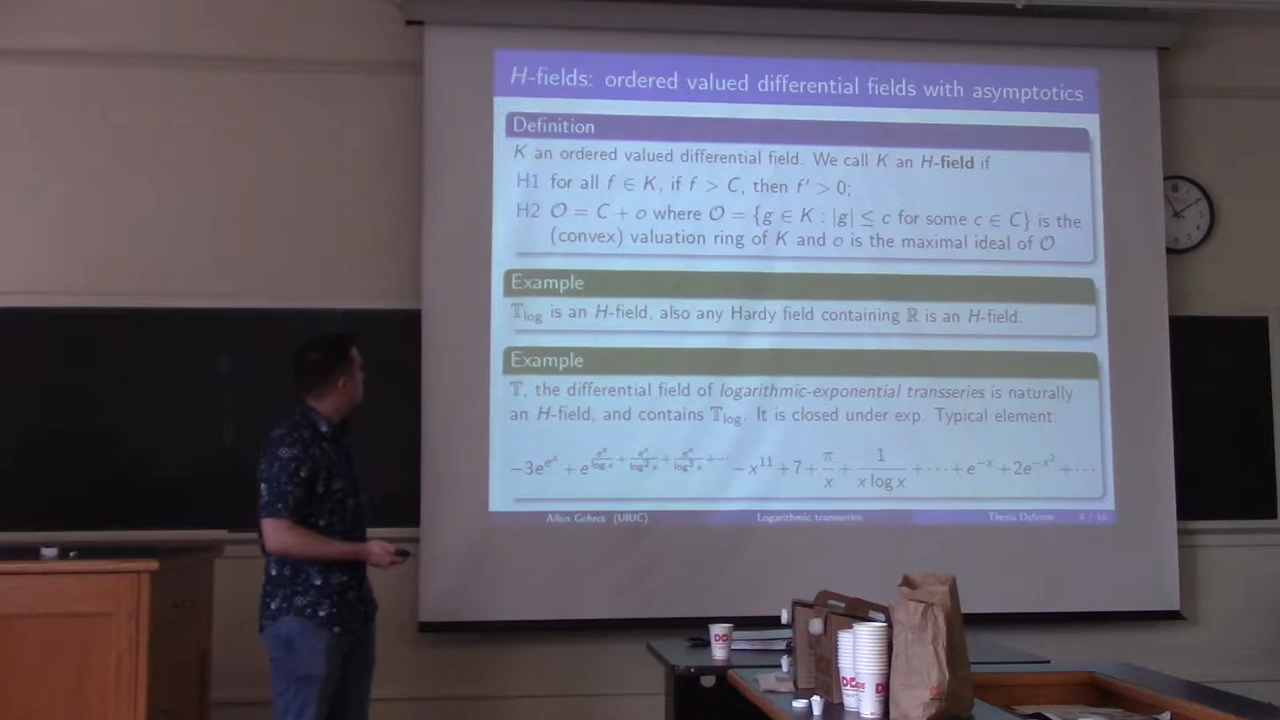 H-fields: ordered valued differential fields with asymptotics
Definition
K an ordered valued differential field. We call K an H-field if
H1 for all f ∈ K, if f > C, then f′ > 0;
H2 𝒪 = C + ℴ where 𝒪 = {g ∈ K : |g| ≤ c for some c ∈ C} is the
(convex) valuation ring of K and ℴ is the maximal ideal of 𝒪
Example
𝕋log is an H-field, also any Hardy field containing ℝ is an H-field.
Example
𝕋, the differential field of logarithmic-exponential transseries is naturally
an H-field, and contains 𝕋log. It is closed under exp. Typical element:
−3e^{e^x} + e^{e^x/log x + e^x/log² x + e^x/log³ x + ⋯} − x^{11} + 7 + π/x + 1/(x log x) + ⋯ + e^{−x} + 2e^{−x²} + ⋯
Allen Gehret (UIUC) Logarithmic transseries Thesis Defense
DD